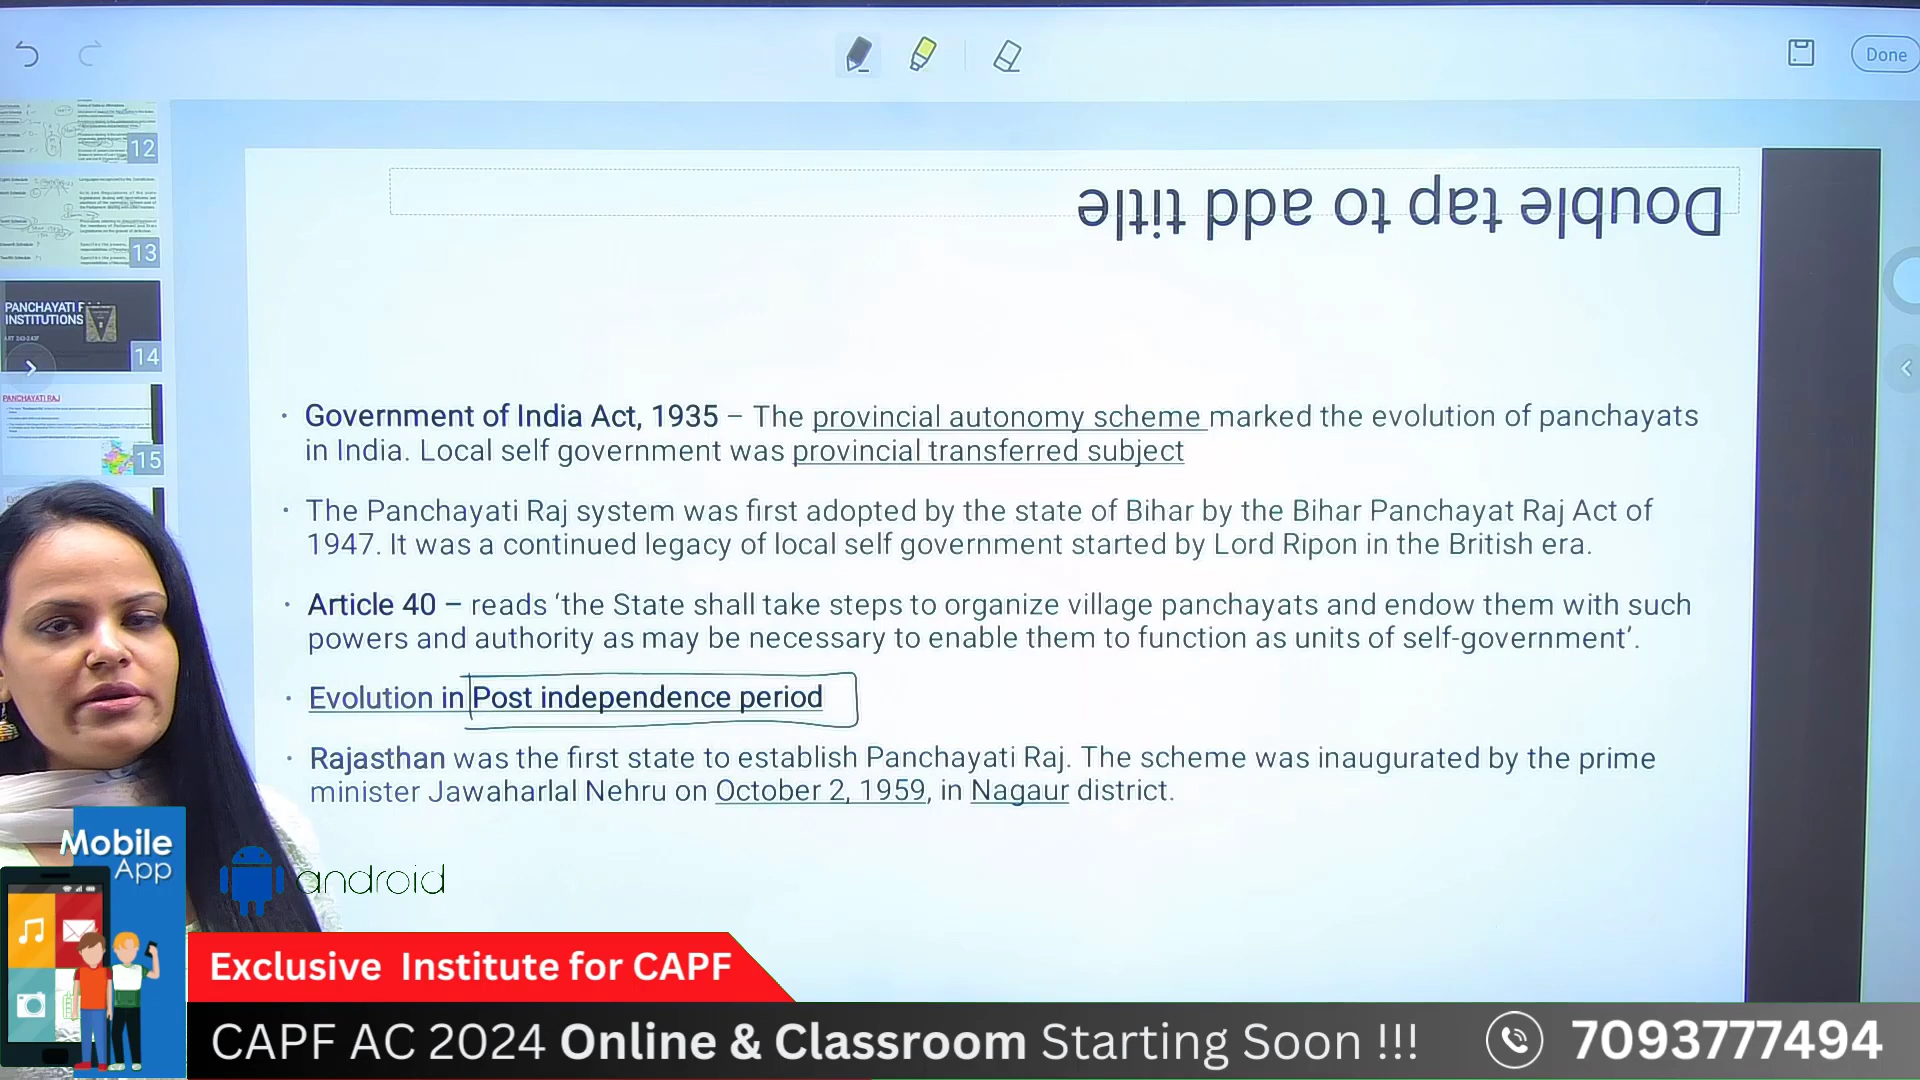 Done
12
13
PANCHAYATI
INSTITUTIONS
14
PANCHAYATI RAJ
15
Double tap to add title
• Government of India Act, 1935 – The provincial autonomy scheme marked the evolution of panchayats
in India. Local self government was provincial transferred subject
• The Panchayati Raj system was first adopted by the state of Bihar by the Bihar Panchayat Raj Act of
1947. It was a continued legacy of local self government started by Lord Ripon in the British era.
• Article 40 – reads ‘the State shall take steps to organize village panchayats and endow them with such
powers and authority as may be necessary to enable them to function as units of self-government’.
• Evolution in Post independence period
• Rajasthan was the first state to establish Panchayati Raj. The scheme was inaugurated by the prime
minister Jawaharlal Nehru on October 2, 1959, in Nagaur district.
Mobile
App
android
Exclusive Institute for CAPF
CAPF AC 2024 Online & Classroom Starting Soon !!!
7093777494